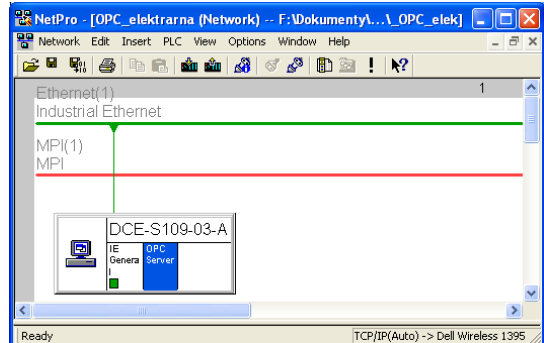 NetPro - [OPC_elektrarna (Network) -- F:\Dokumenty\...\_OPC_elek]
Network Edit Insert PLC View Options Window Help
1
Ethernet(1)
Industrial Ethernet
MPI(1)
MPI
DCE-S109-03-A
IE
Genera
l
OPC
Server
Ready
TCP/IP(Auto) -> Dell Wireless 1395